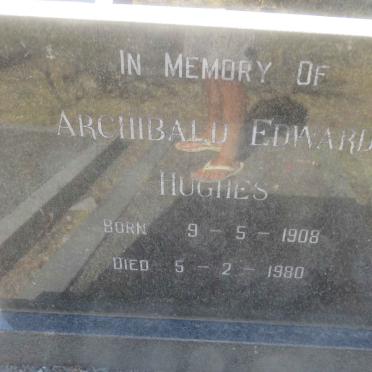 In Memory Of
Archibald Edward
Hughes
Born 9 - 5 - 1908
Died 5 - 2 - 1980